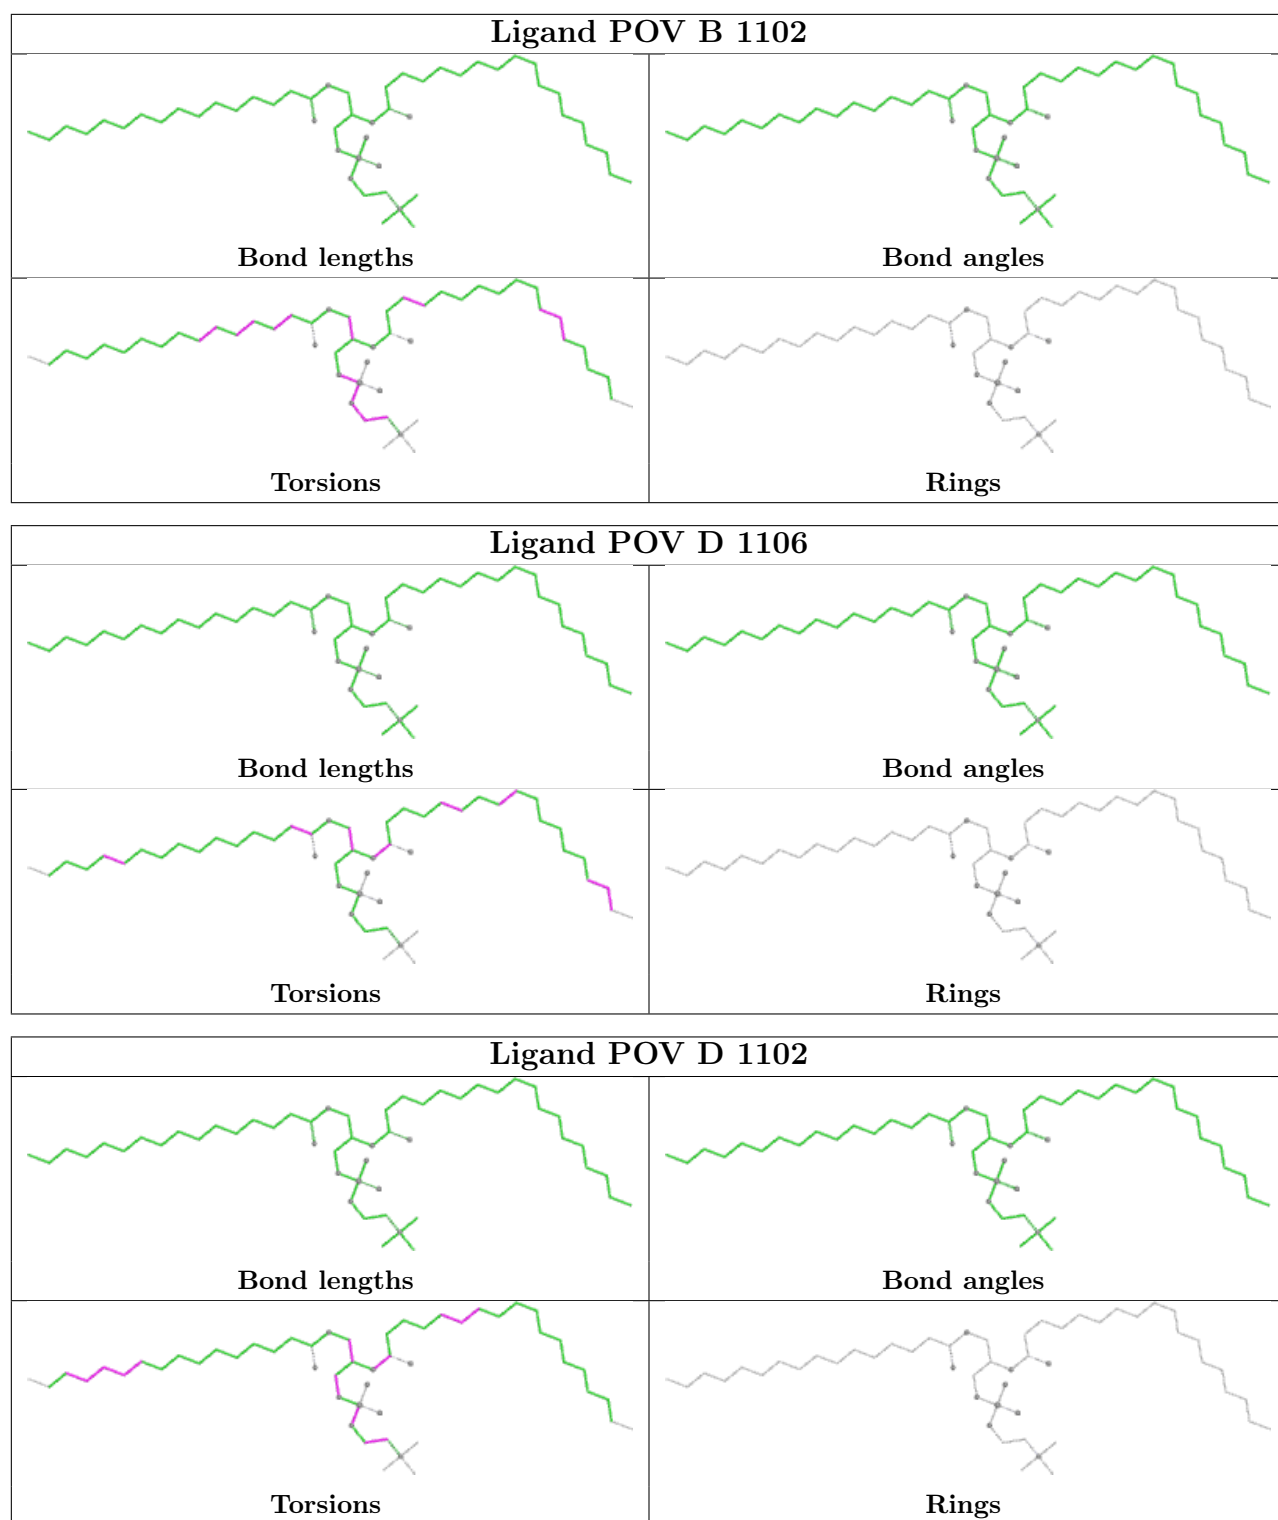 Ligand POV B 1102
Bond lengths
Bond angles
Torsions
Rings
Ligand POV D 1106
Bond lengths
Bond angles
Torsions
Rings
Ligand POV D 1102
Bond lengths
Bond angles
Torsions
Rings